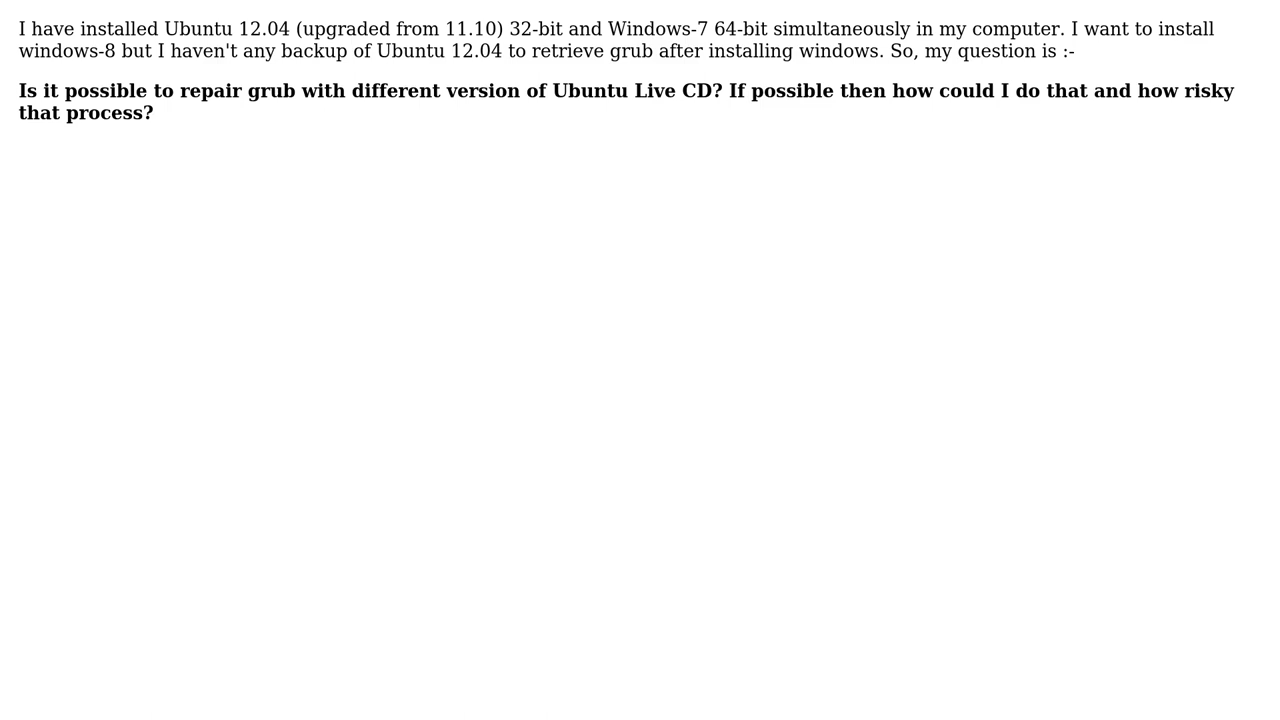 I have installed Ubuntu 12.04 (upgraded from 11.10) 32-bit and Windows-7 64-bit simultaneously in my computer. I want to install
windows-8 but I haven't any backup of Ubuntu 12.04 to retrieve grub after installing windows. So, my question is :-
Is it possible to repair grub with different version of Ubuntu Live CD? If possible then how could I do that and how risky
that process?